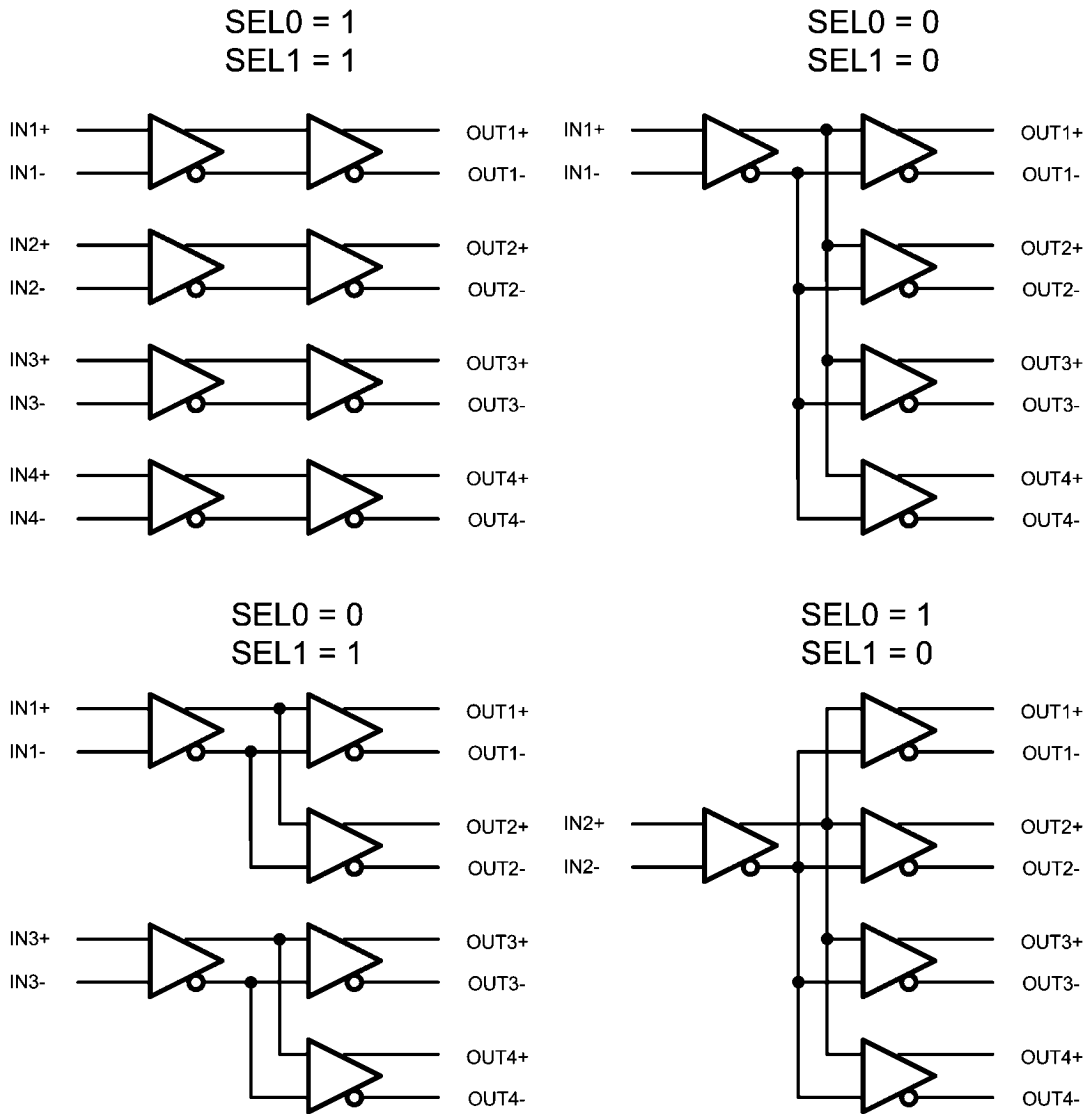 SEL0 = 1
SEL1 = 1
IN1+
OUT1+
IN1-
OUT1-
IN2+
OUT2+
IN2-
OUT2-
IN3+
OUT3+
IN3-
OUT3-
IN4+
OUT4+
IN4-
OUT4-
SEL0 = 0
SEL1 = 0
IN1+
OUT1+
IN1-
OUT1-
OUT2+
OUT2-
OUT3+
OUT3-
OUT4+
OUT4-
SEL0 = 0
SEL1 = 1
IN1+
OUT1+
IN1-
OUT1-
OUT2+
OUT2-
IN3+
OUT3+
IN3-
OUT3-
OUT4+
OUT4-
SEL0 = 1
SEL1 = 0
OUT1+
OUT1-
IN2+
OUT2+
IN2-
OUT2-
OUT3+
OUT3-
OUT4+
OUT4-